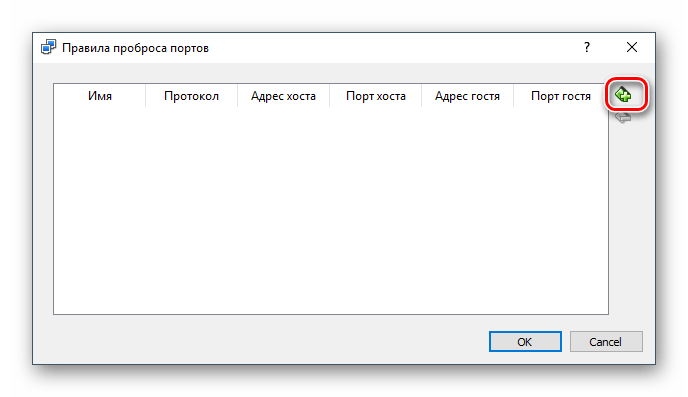 Правила проброса портов
Имя Протокол Адрес хоста Порт хоста Адрес гостя Порт гостя
OK Cancel